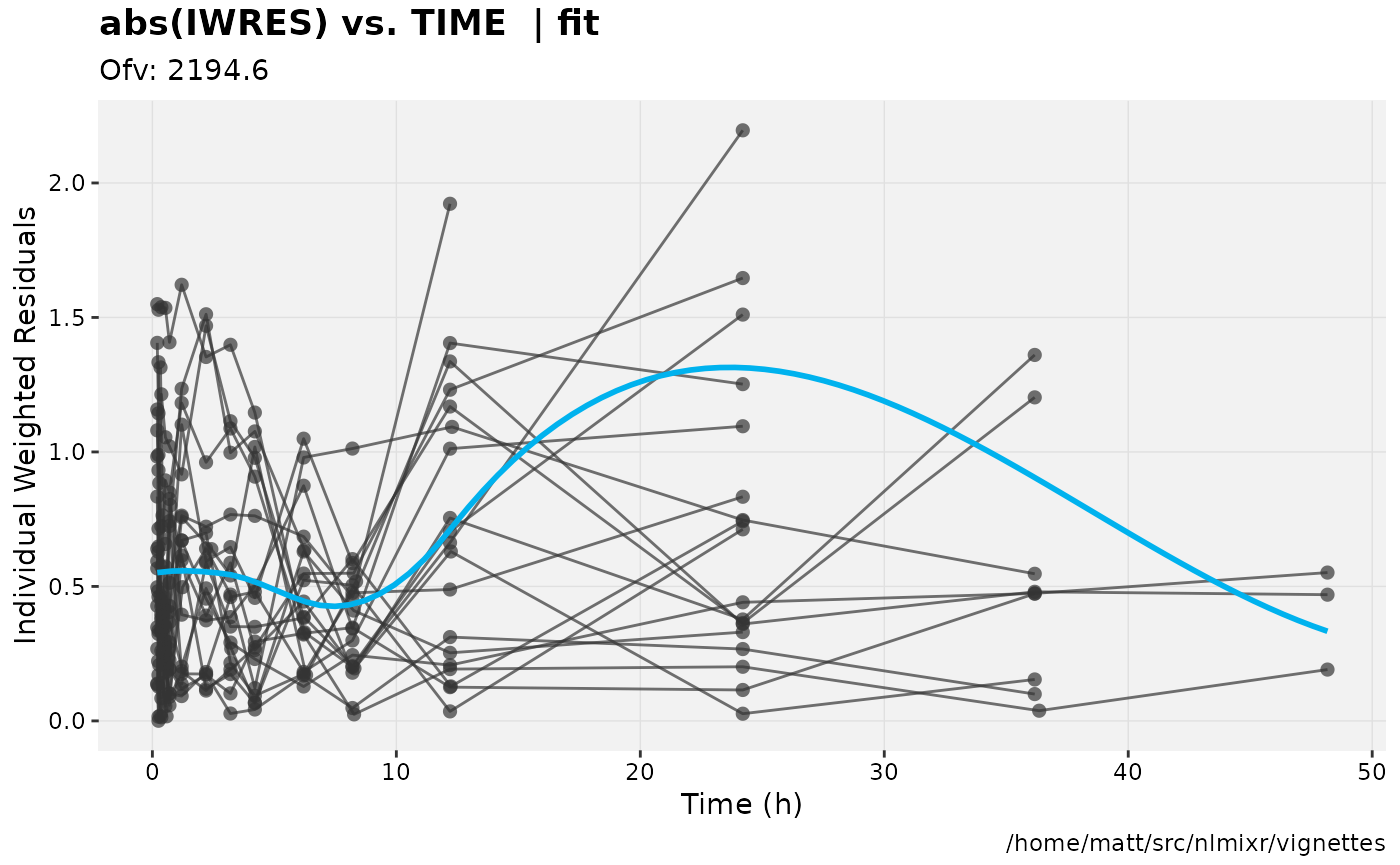 abs(IWRES) vs. TIME | fit
Ofv: 2194.6
Individual Weighted Residuals
2.0
1.5
1.0
0.5
0.0
0 10 20 30 40 50
Time (h)
/home/matt/src/nlmixr/vignettes